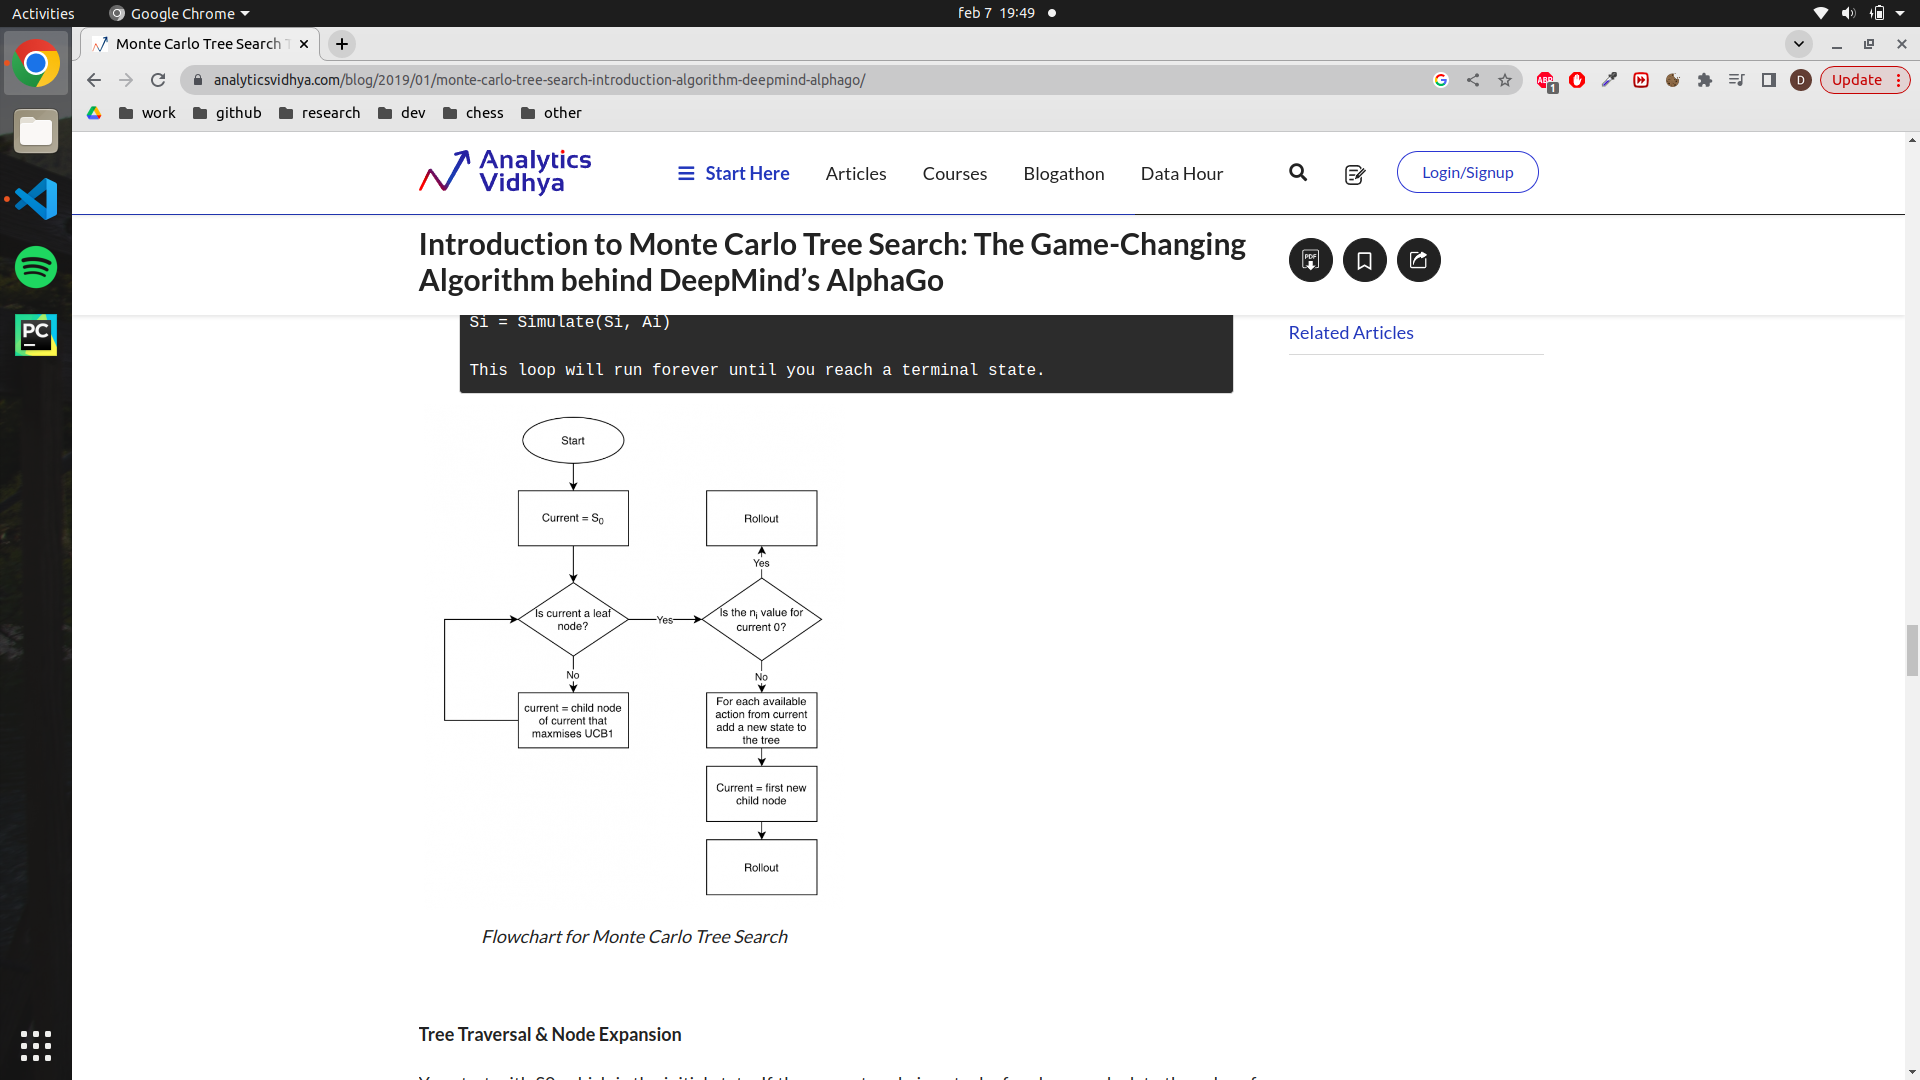 Activities
Google Chrome
feb 7 19:49
Monte Carlo Tree Search
analyticsvidhya.com/blog/2019/01/monte-carlo-tree-search-introduction-algorithm-deepmind-alphago/
ABP
1
D
Update
work
github
research
dev
chess
other
Analytics
Vidhya
Start Here
Articles
Courses
Blogathon
Data Hour
Login/Signup
Introduction to Monte Carlo Tree Search: The Game-Changing
Algorithm behind DeepMind’s AlphaGo
PDF
PC
Si = Simulate(Si, Ai)
Related Articles
This loop will run forever until you reach a terminal state.
Start
Current = S0
Rollout
Yes
Is current a leaf
node?
Yes
Is the ni value for
current 0?
No
No
current = child node
of current that
maxmises UCB1
For each available
action from current
add a new state to
the tree
Current = first new
child node
Rollout
Flowchart for Monte Carlo Tree Search
Tree Traversal & Node Expansion